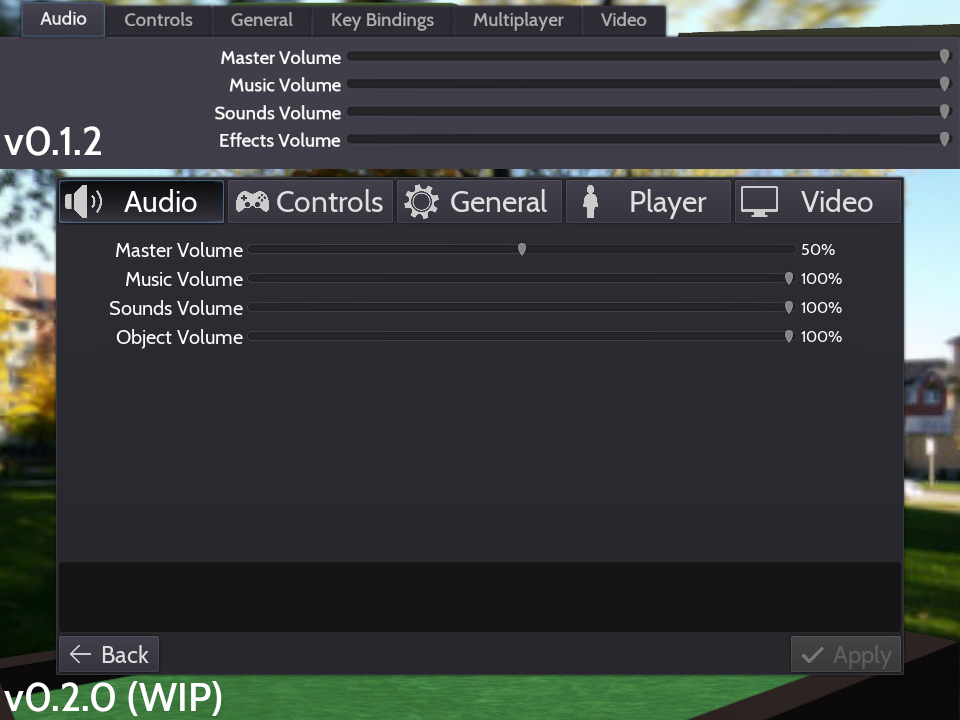 Audio Controls General Key Bindings Multiplayer Video
Master Volume
Music Volume
Sounds Volume
Effects Volume
v0.1.2
Audio Controls General Player Video
Master Volume 50%
Music Volume 100%
Sounds Volume 100%
Object Volume 100%
Back Apply
v0.2.0 (WIP)